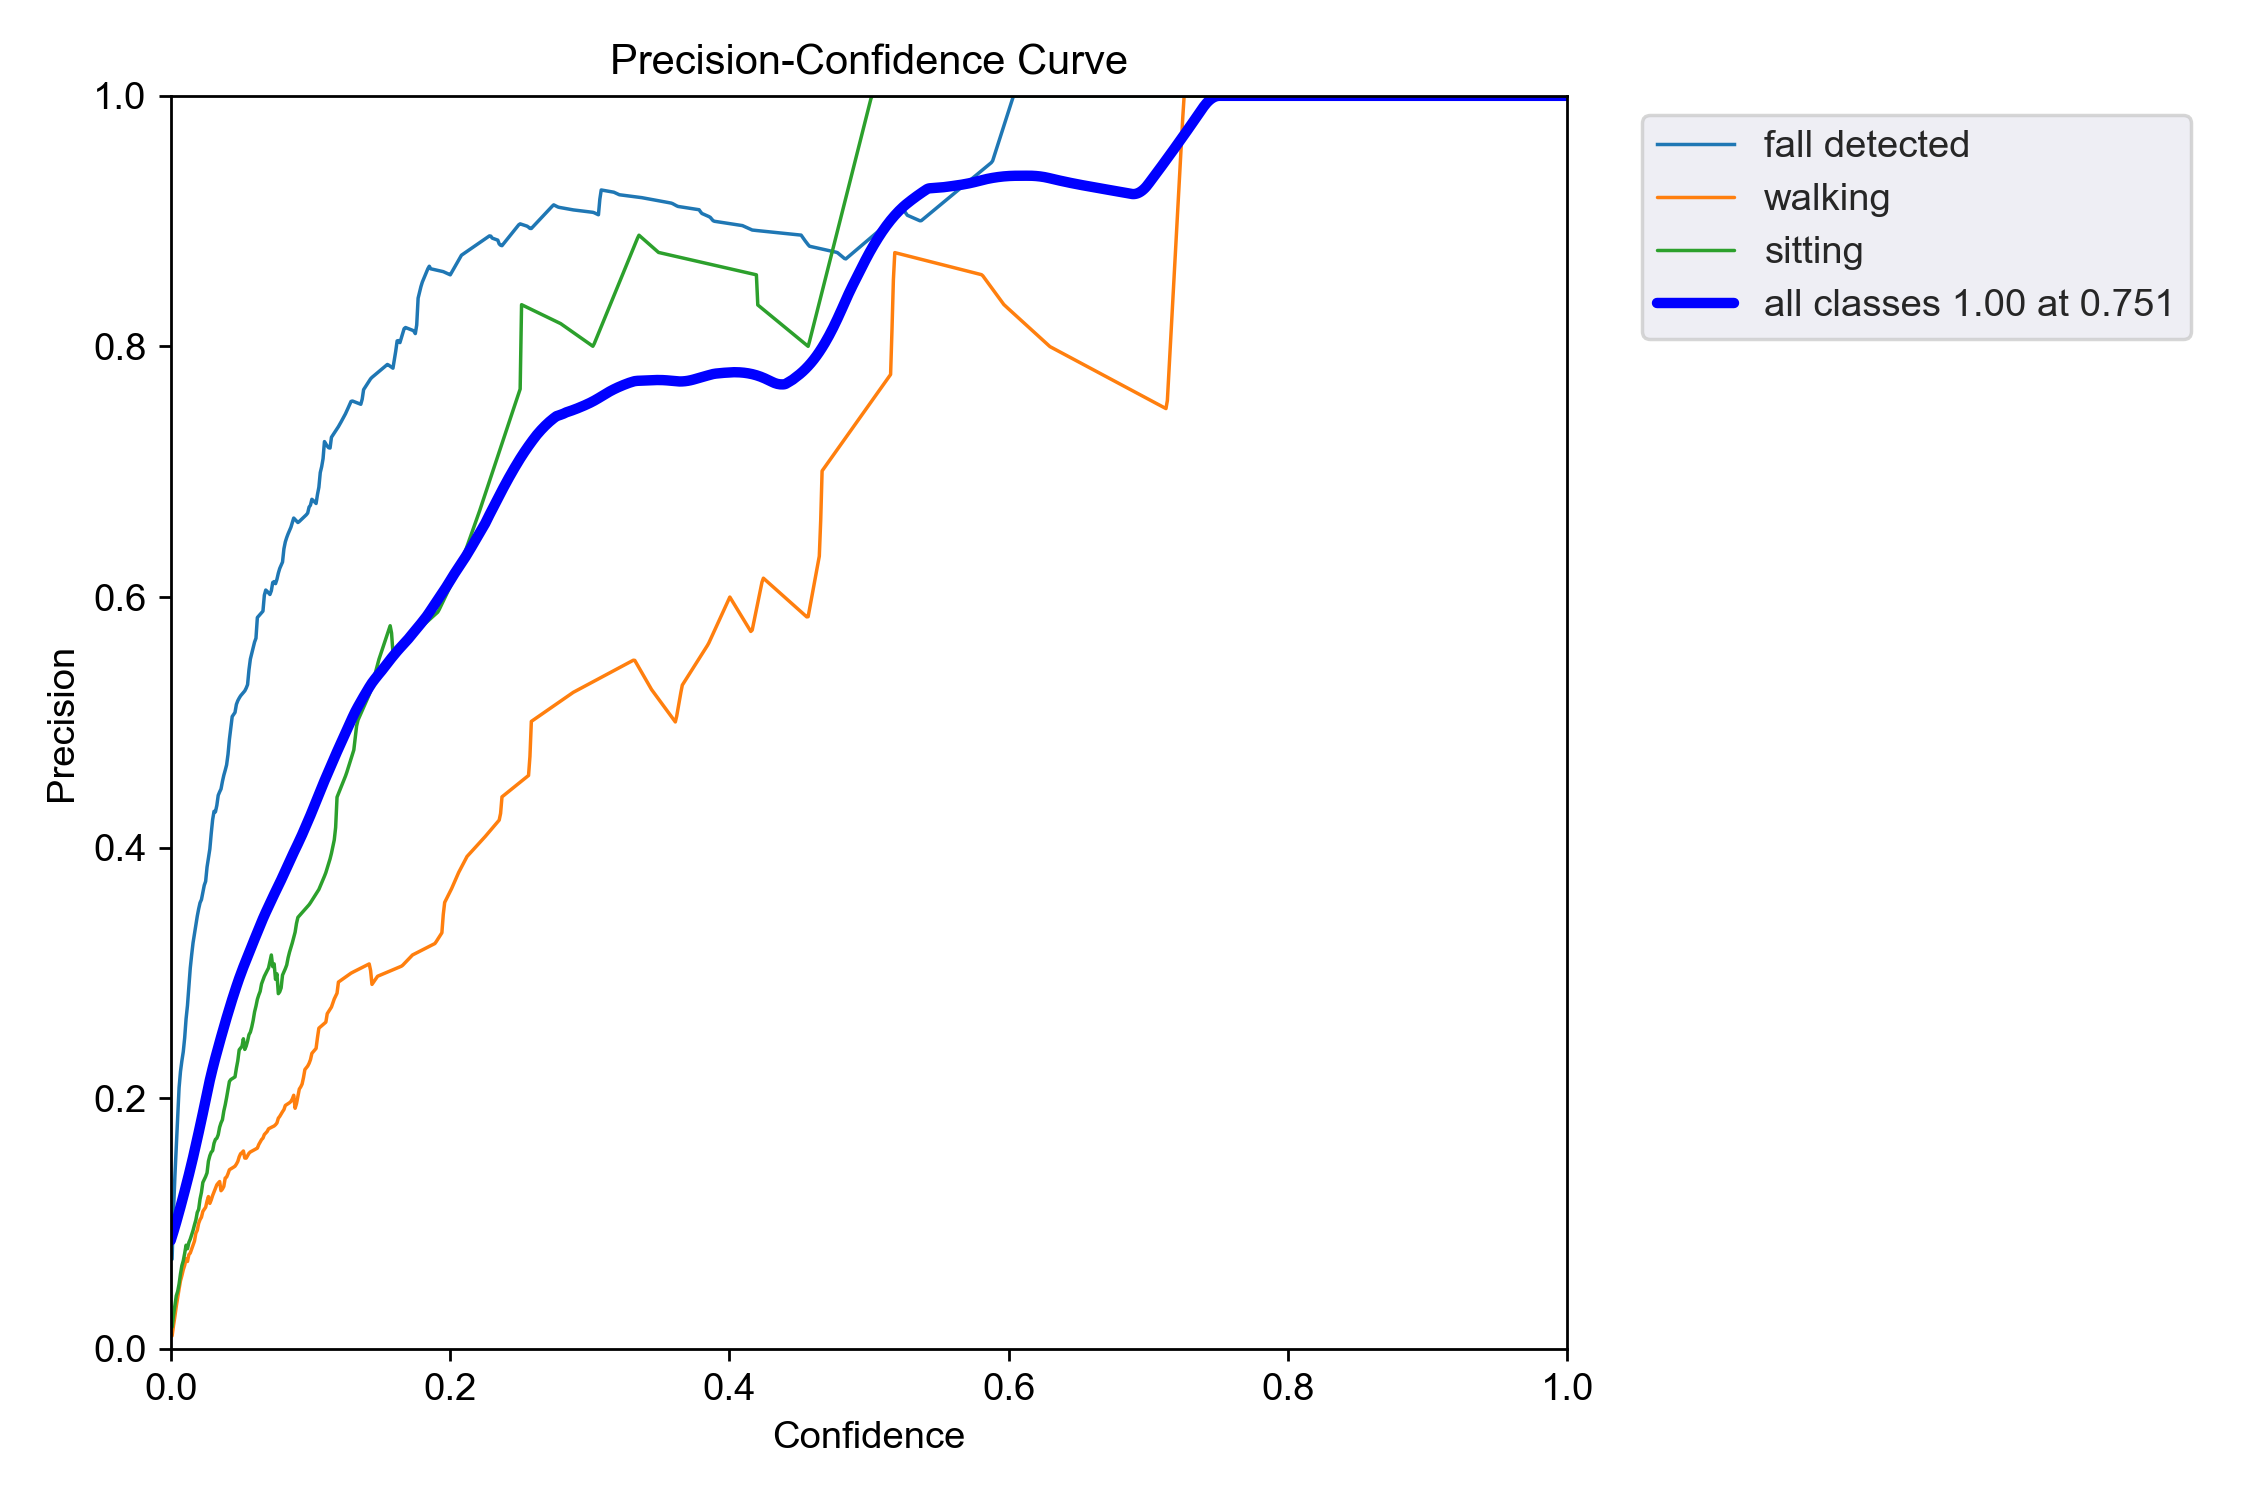 Precision-Confidence Curve
1.0
0.8
0.6
0.4
0.2
0.0
Precision
0.0 0.2 0.4 0.6 0.8 1.0
Confidence
fall detected
walking
sitting
all classes 1.00 at 0.751